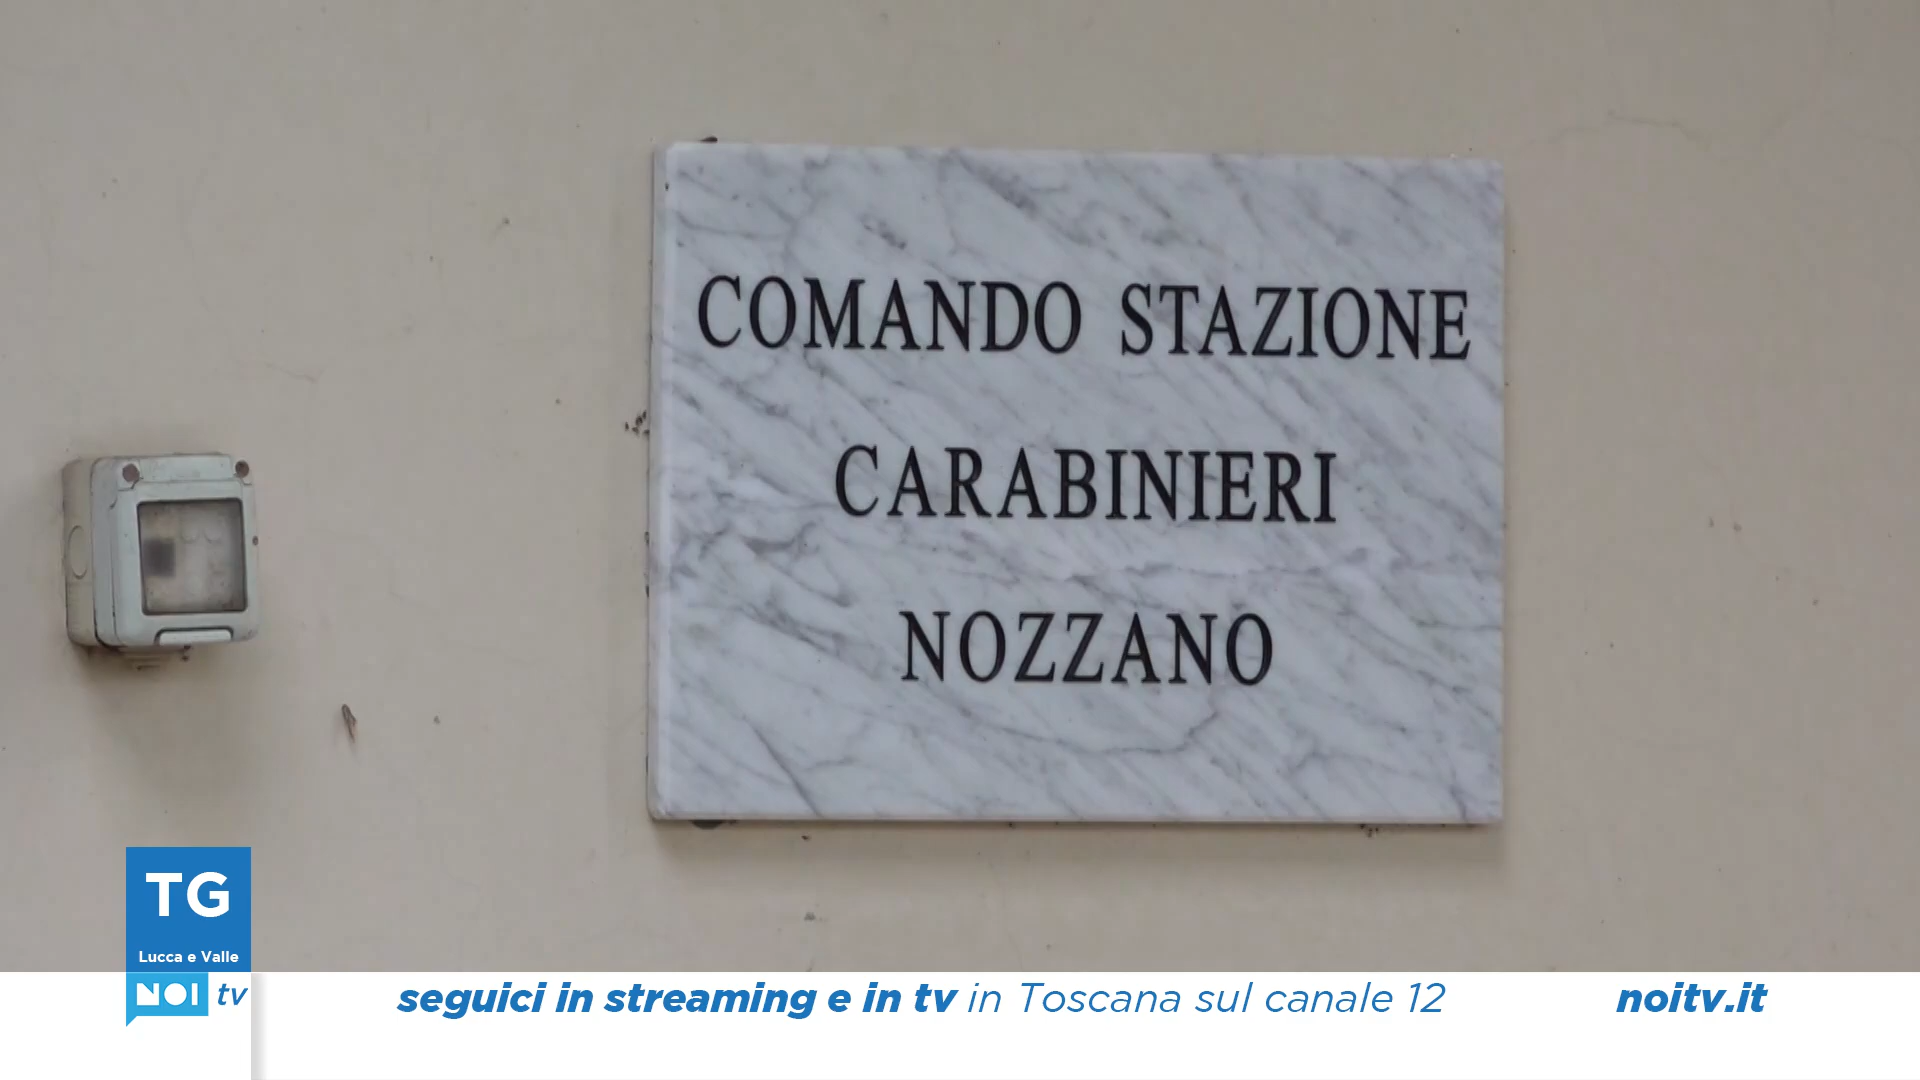 COMANDO STAZIONE
CARABINIERI
NOZZANO
TG
Lucca e Valle
NOI tv
seguici in streaming e in tv in Toscana sul canale 12
noitv.it